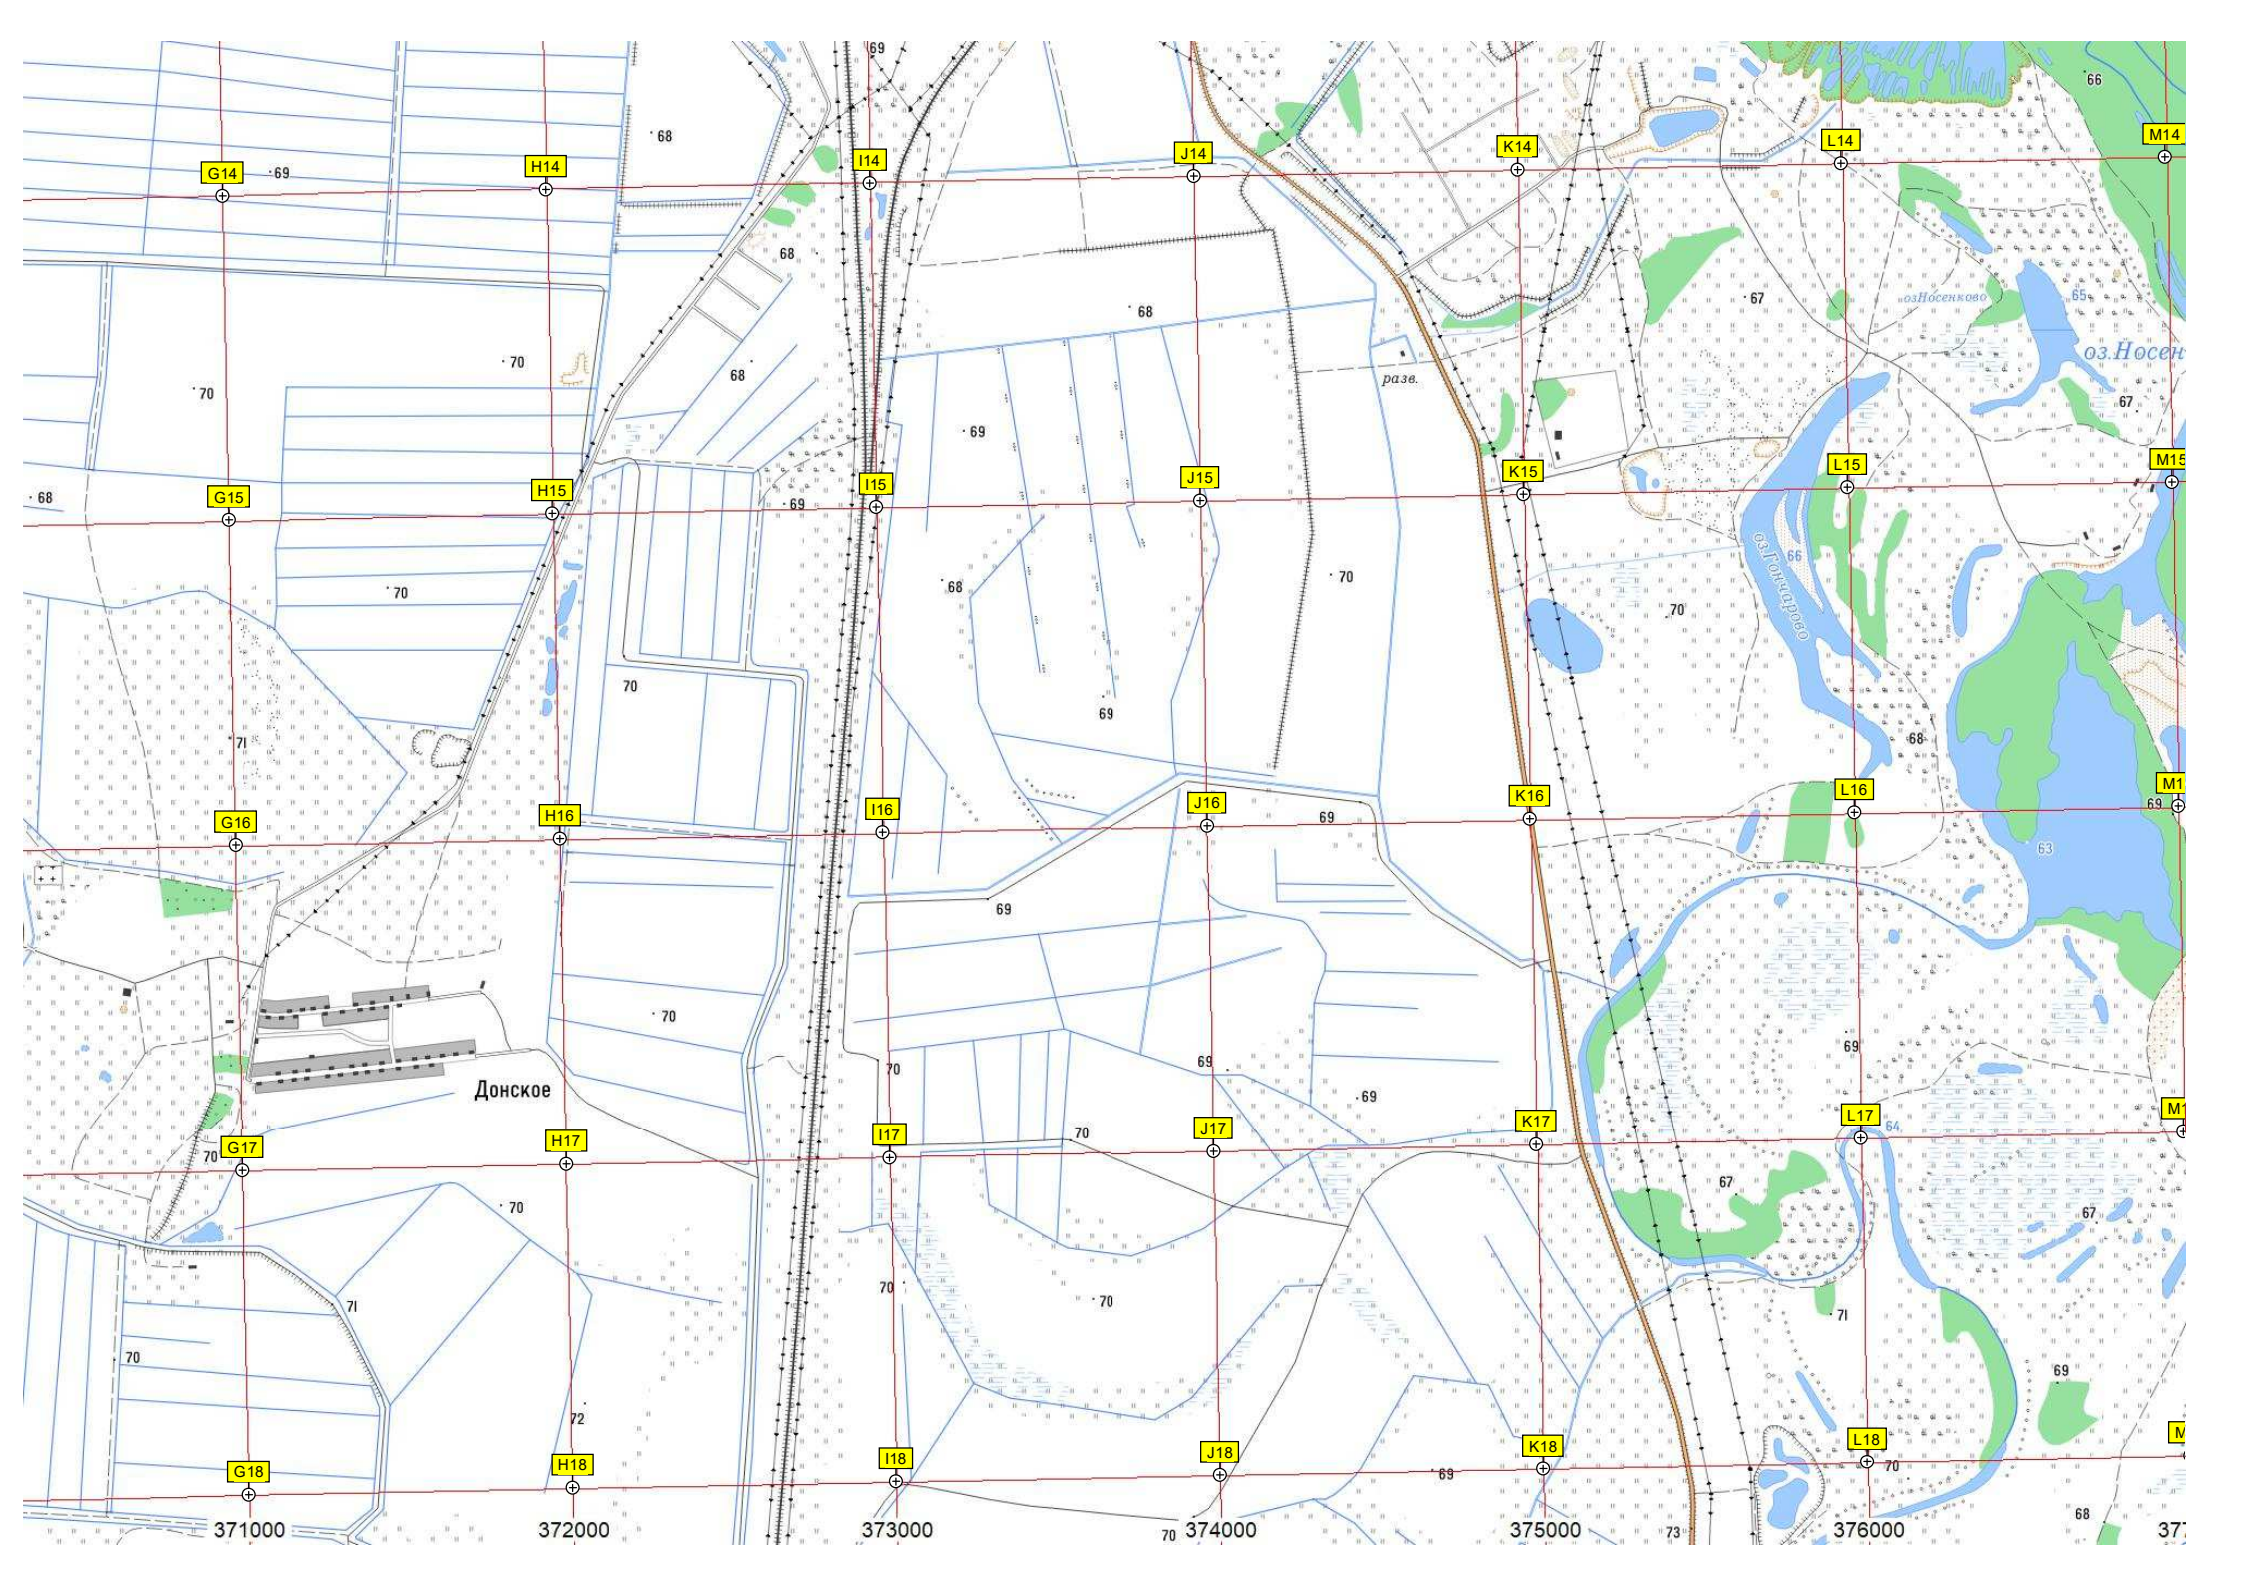 69
66
68
M14
L14
K14
J14
I14
H14
G14
69
68
68
67
озНосенково
65
оз.Носен
70
70
68
разв.
67
69
M15
L15
K15
J15
I15
H15
G15
68
69
66
оз.Гончарово
70
70
68
70
70
69
71
68
M1
69
L16
K16
J16
I16
H16
G16
69
63
69
70
69
70
69
69
Донское
M1
L17
64
K17
J17
I17
70
H17
G17
70
67
67
70
70
70
71
71
70
69
72
M
L18
70
K18
69
J18
I18
H18
G18
68
371000
372000
373000
70
374000
375000
73
376000
377